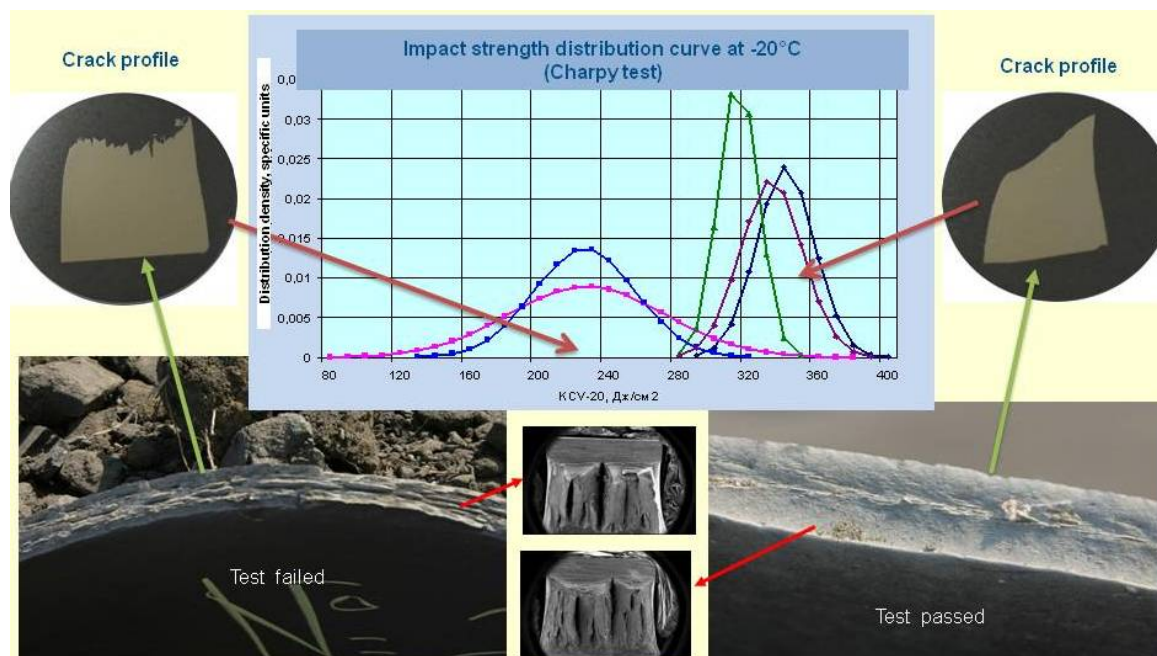 Crack profile
Impact strength distribution curve at -20°C
(Charpy test)
Crack profile
Distribution density, specific units
0,0
0,03
0,025
0,02
0,015
0,01
0,005
0
80 120 160 200 240 280 320 360 400
KCV-20, Дж/см2
Test failed
Test passed